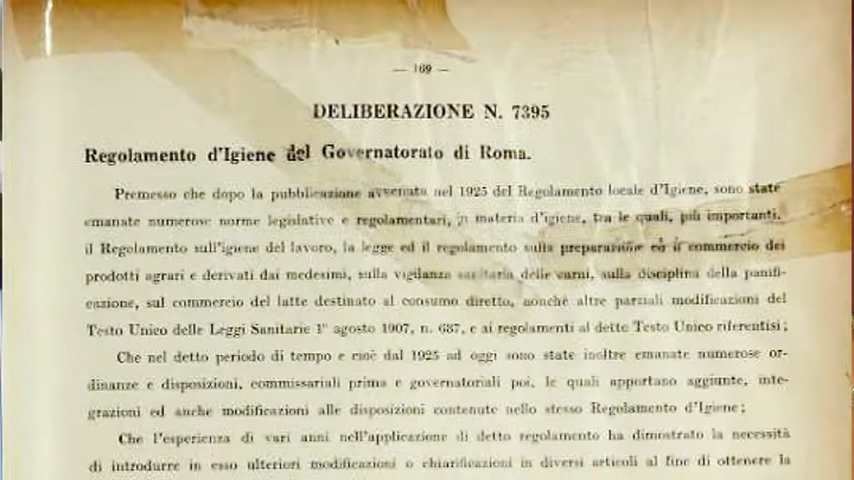 — 169 —
DELIBERAZIONE N. 7395
Regolamento d'Igiene del Governatorato di Roma.
Premesso che dopo la pubblicazione avvenuta nel 1925 del Regolamento locale d'Igiene, sono state
emanate numerose norme legislative e regolamentari, in materia d'igiene, tra le quali, più importanti,
il Regolamento sull'igiene del lavoro, la legge ed il regolamento sulla preparazione ed il commercio dei
prodotti agrari e derivati dai medesimi, sulla vigilanza sanitaria delle carni, sulla disciplina della panifi-
cazione, sul commercio del latte destinato al consumo diretto, nonchè altre parziali modificazioni del
Testo Unico delle Leggi Sanitarie 1° agosto 1907, n. 637, e ai regolamenti al detto Testo Unico riferentisi;
Che nel detto periodo di tempo e cioè dal 1925 ad oggi sono state inoltre emanate numerose or-
dinanze e disposizioni, commissariali prima e governatoriali poi, le quali apportano aggiunte, inte-
grazioni ed anche modificazioni alle disposizioni contenute nello stesso Regolamento d'Igiene;
Che l'esperienza di vari anni nell'applicazione di detto regolamento ha dimostrato la necessità
di introdurre in esso ulteriori modificazioni o chiarificazioni in diversi articoli al fine di ottenere la